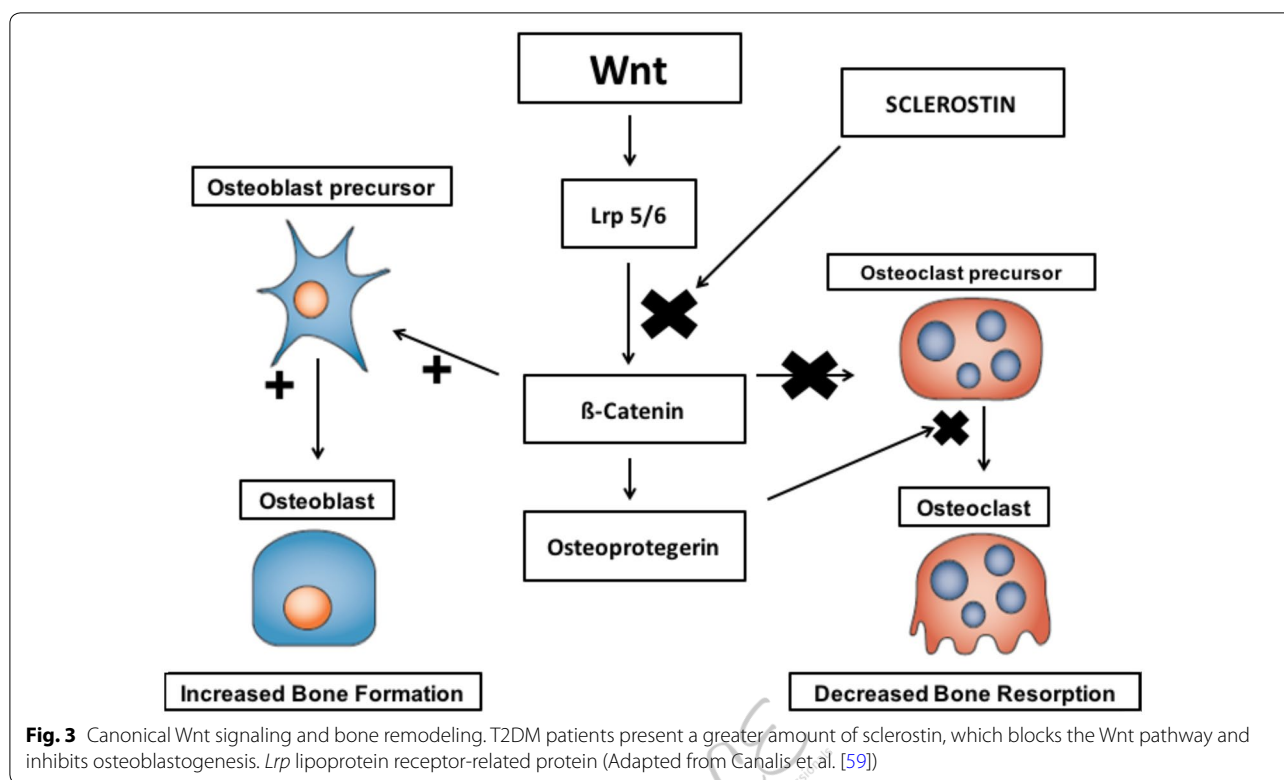 Wnt
SCLEROSTIN
Osteoblast precursor
Lrp 5/6
Osteoclast precursor
ß-Catenin
Osteoblast
Osteoclast
Osteoprotegerin
Increased Bone Formation
Decreased Bone Resorption
Fig. 3 Canonical Wnt signaling and bone remodeling. T2DM patients present a greater amount of sclerostin, which blocks the Wnt pathway and
inhibits osteoblastogenesis. Lrp lipoprotein receptor-related protein (Adapted from Canalis et al. [59])